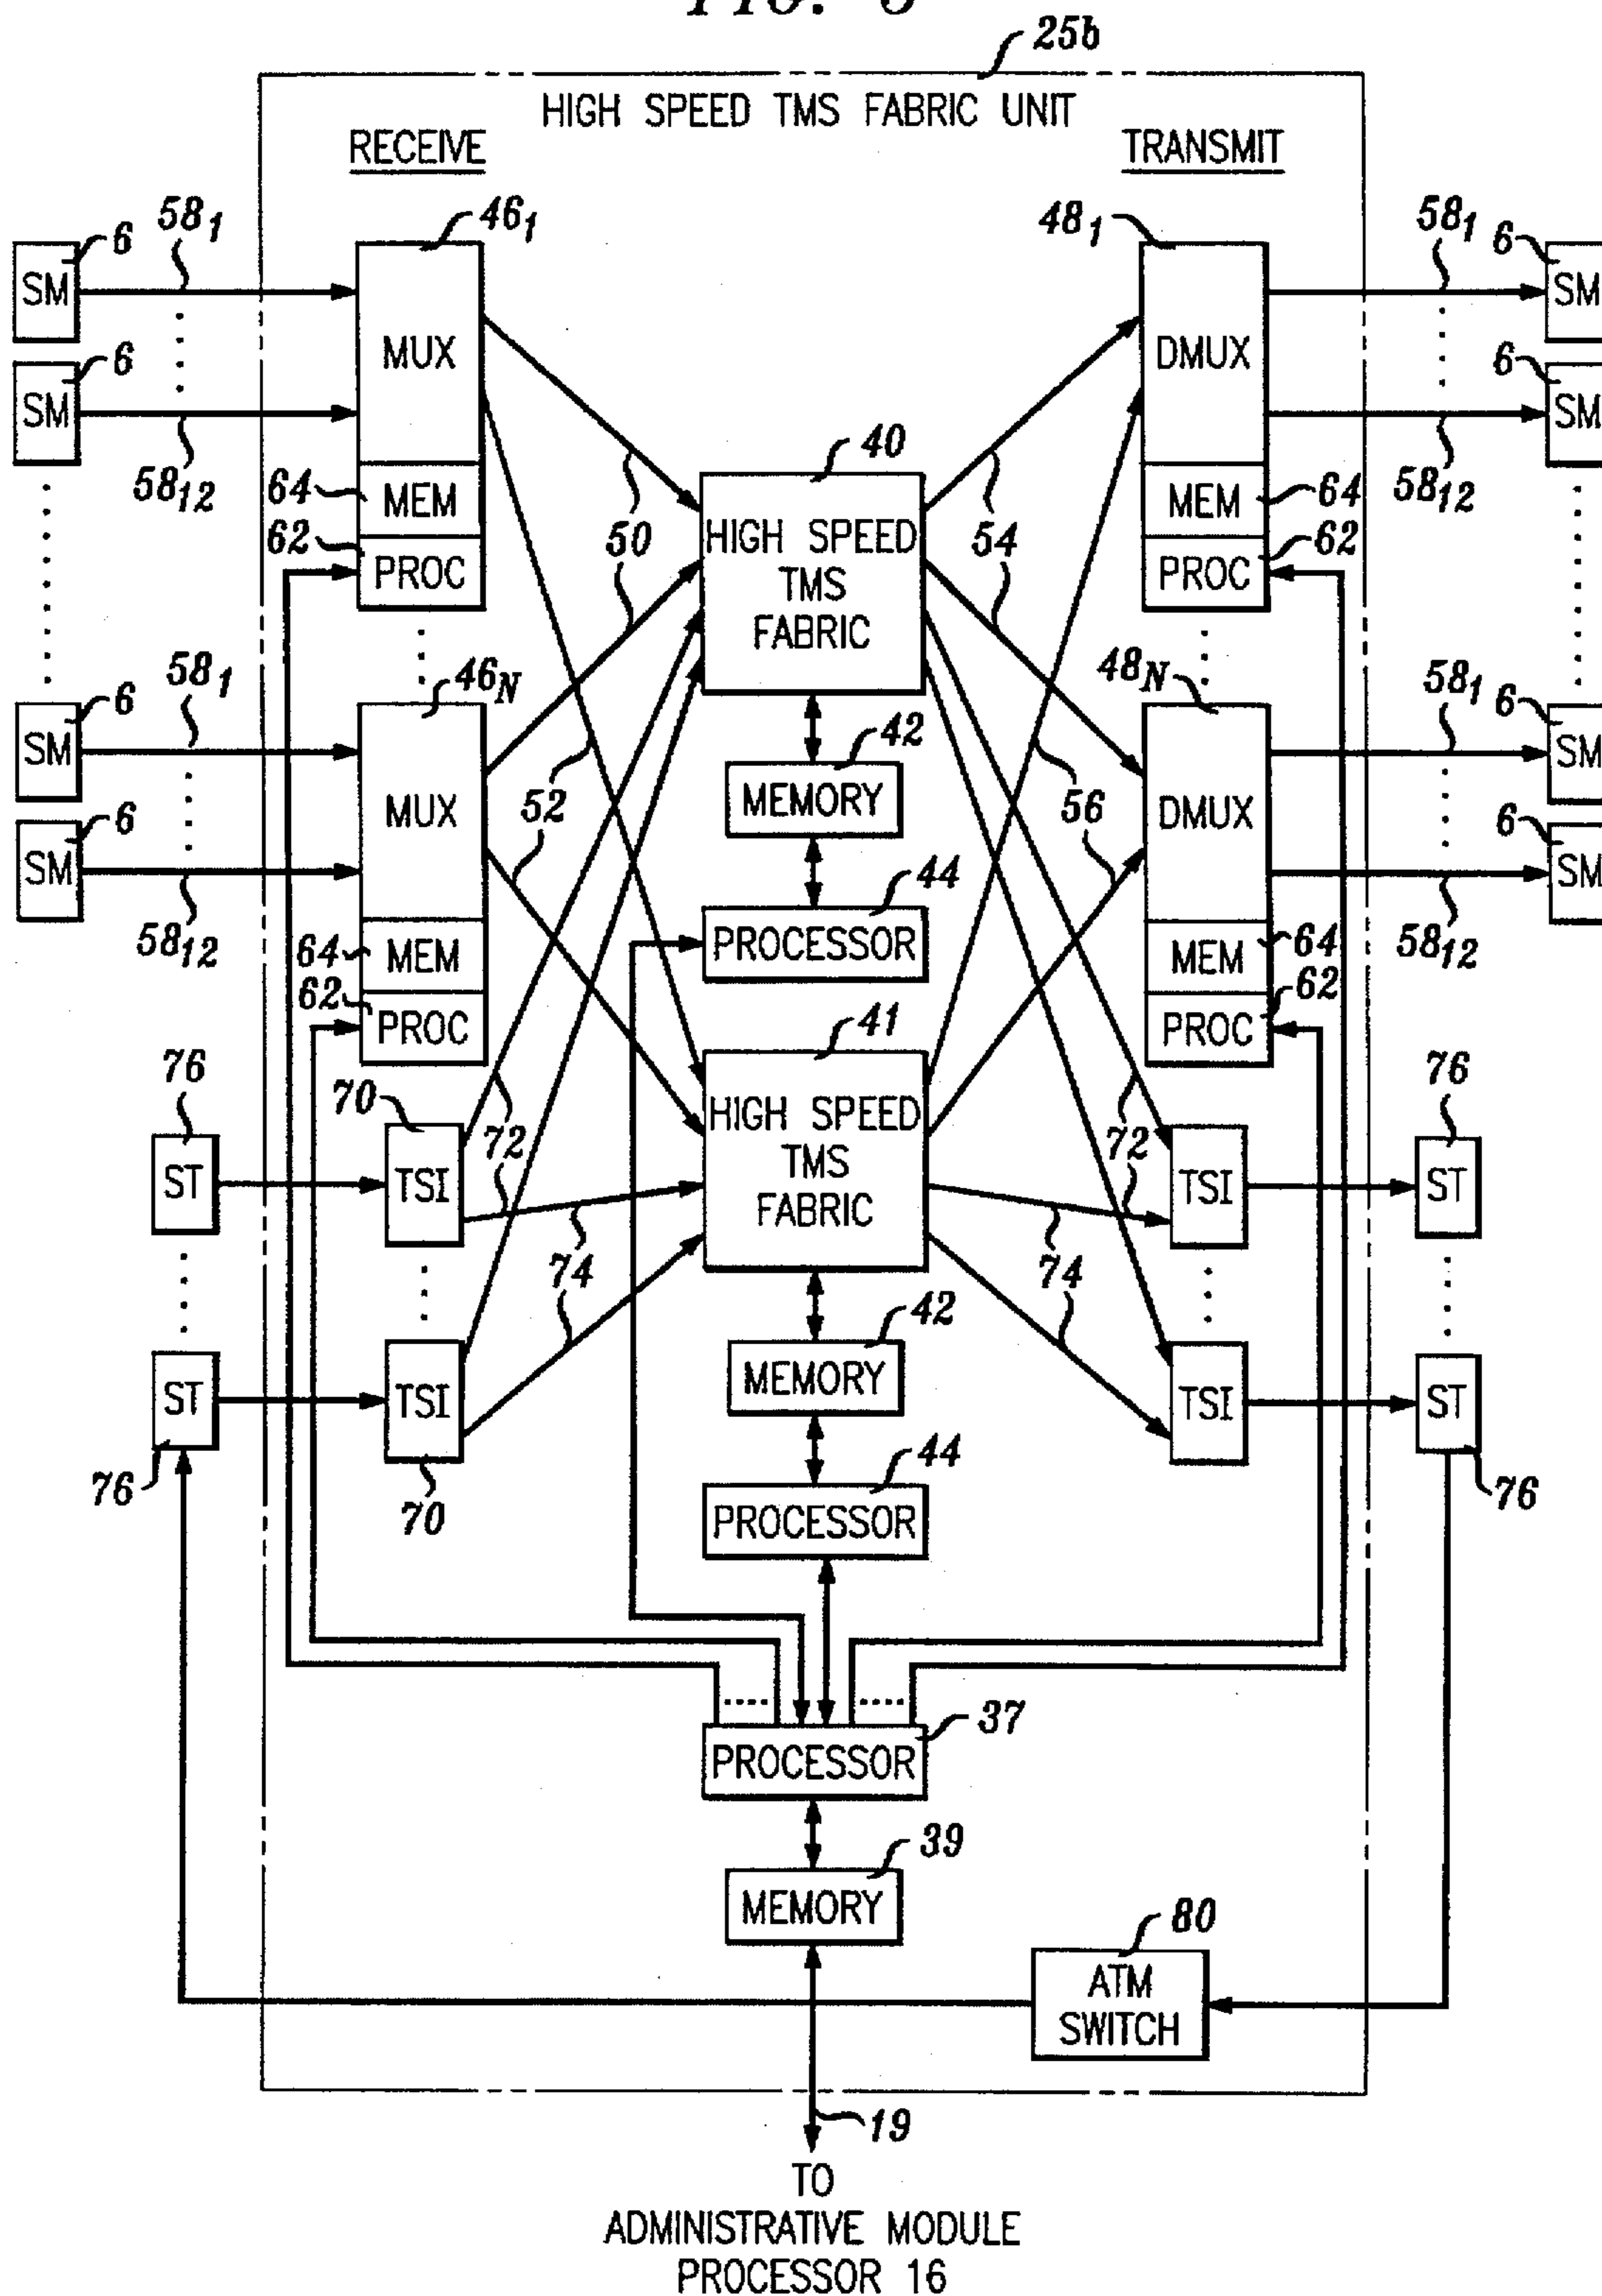 25b
HIGH SPEED TMS FABRIC UNIT
RECEIVE
TRANSMIT
58₁
46₁
48₁
58₁
6
SM
MUX
DMUX
6
SM
6
SM
6
SM
58₁₂
40
58₁₂
64
MEM
50
HIGH SPEED
TMS
FABRIC
54
MEM
64
62
PROC
PROC
62
58₁
46N
48N
58₁
6
SM
42
6
SM
MUX
52
MEMORY
56
DMUX
6
SM
6
SM
58₁₂
44
58₁₂
64
MEM
PROCESSOR
MEM
64
62
PROC
41
PROC
62
76
70
72
HIGH SPEED
TMS
FABRIC
72
76
ST
TSI
TSI
ST
74
74
42
ST
TSI
MEMORY
TSI
ST
76
70
44
76
PROCESSOR
37
PROCESSOR
39
MEMORY
80
ATM
SWITCH
19
TO
ADMINISTRATIVE MODULE
PROCESSOR 16